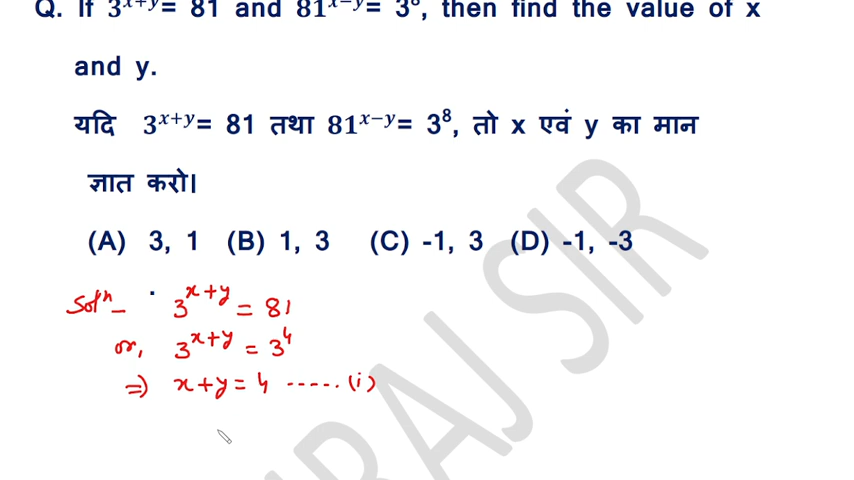 Q. If 3^{x+y}= 81 and 81^{x-y}= 3^8, then find the value of x
and y.
यदि 3^{x+y}= 81 तथा 81^{x-y}= 3^8, तो x एवं y का मान
ज्ञात करो।
(A) 3, 1 (B) 1, 3 (C) -1, 3 (D) -1, -3
Solⁿ- 3^{x+y} = 81
or, 3^{x+y} = 3^4
⇒ x+y = 4 ..... (i)
RAJ SIR